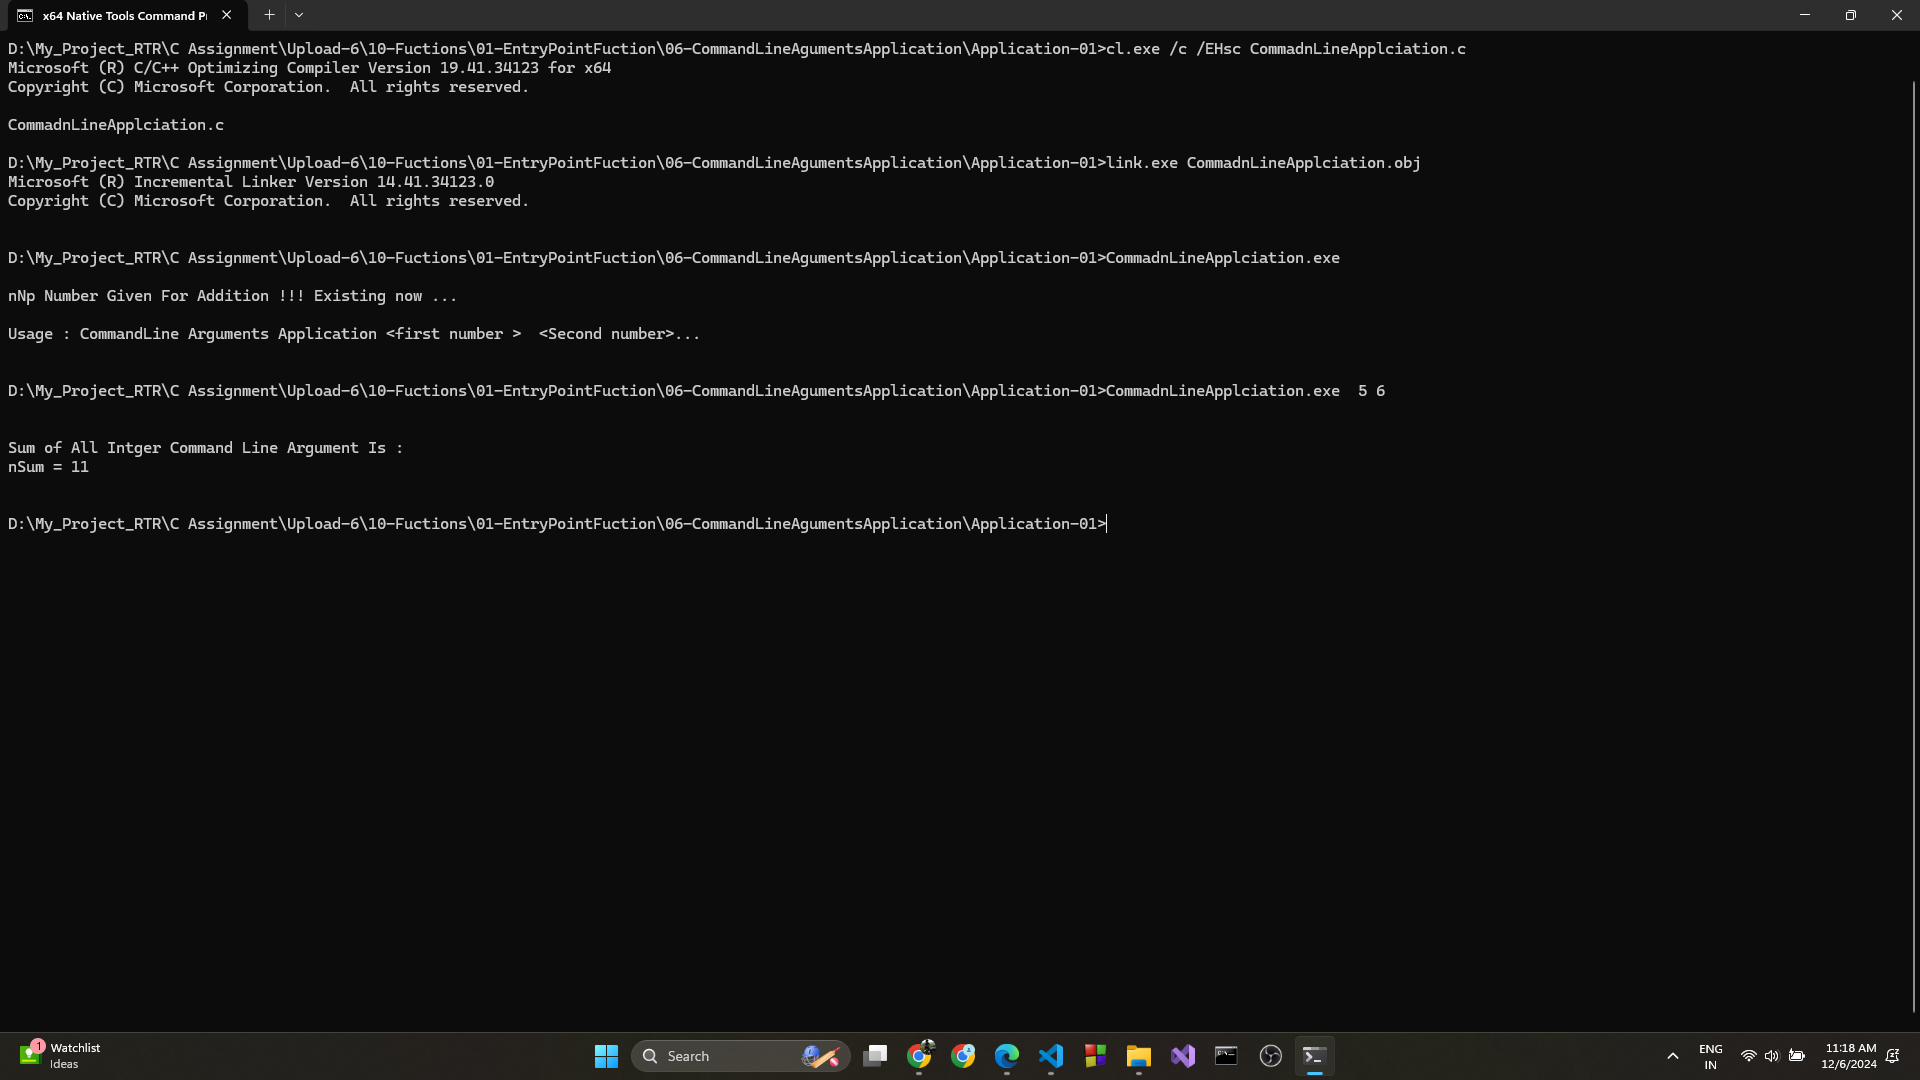 x64 Native Tools Command P
D:\My_Project_RTR\C Assignment\Upload-6\10-Fuctions\01-EntryPointFuction\06-CommandLineAgumentsApplication\Application-01>cl.exe /c /EHsc CommadnLineApplciation.c
Microsoft (R) C/C++ Optimizing Compiler Version 19.41.34123 for x64
Copyright (C) Microsoft Corporation.  All rights reserved.
CommadnLineApplciation.c
D:\My_Project_RTR\C Assignment\Upload-6\10-Fuctions\01-EntryPointFuction\06-CommandLineAgumentsApplication\Application-01>link.exe CommadnLineApplciation.obj
Microsoft (R) Incremental Linker Version 14.41.34123.0
Copyright (C) Microsoft Corporation.  All rights reserved.
D:\My_Project_RTR\C Assignment\Upload-6\10-Fuctions\01-EntryPointFuction\06-CommandLineAgumentsApplication\Application-01>CommadnLineApplciation.exe
nNp Number Given For Addition !!! Existing now ...
Usage : CommandLine Arguments Application <first number >  <Second number>...
D:\My_Project_RTR\C Assignment\Upload-6\10-Fuctions\01-EntryPointFuction\06-CommandLineAgumentsApplication\Application-01>CommadnLineApplciation.exe  5 6
Sum of All Intger Command Line Argument Is :
nSum = 11
D:\My_Project_RTR\C Assignment\Upload-6\10-Fuctions\01-EntryPointFuction\06-CommandLineAgumentsApplication\Application-01>
1
Watchlist
Ideas
Search
ENG
IN
11:18 AM
12/6/2024